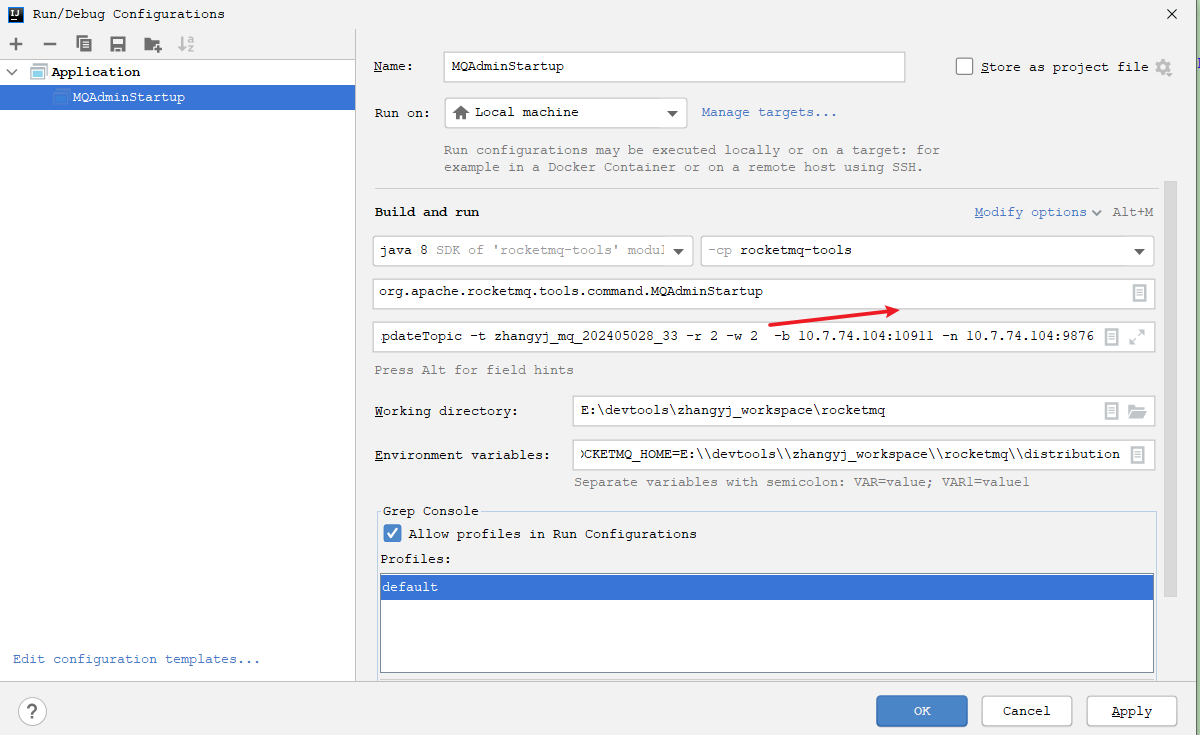 Run/Debug Configurations
Application
MQAdminStartup
Edit configuration templates...
Name: MQAdminStartup Store as project file
Run on: Local machine Manage targets...
Run configurations may be executed locally or on a target: for
example in a Docker Container or on a remote host using SSH.
Build and run Modify options Alt+M
java 8 SDK of 'rocketmq-tools' modul -cp rocketmq-tools
org.apache.rocketmq.tools.command.MQAdminStartup
pdateTopic -t zhangyj_mq_202405028_33 -r 2 -w 2 -b 10.7.74.104:10911 -n 10.7.74.104:9876
Press Alt for field hints
Working directory: E:\devtools\zhangyj_workspace\rocketmq
Environment variables: OCKETMQ_HOME=E:\\devtools\\zhangyj_workspace\\rocketmq\\distribution
Separate variables with semicolon: VAR=value; VAR1=value1
Grep Console
Allow profiles in Run Configurations
Profiles:
default
? OK Cancel Apply